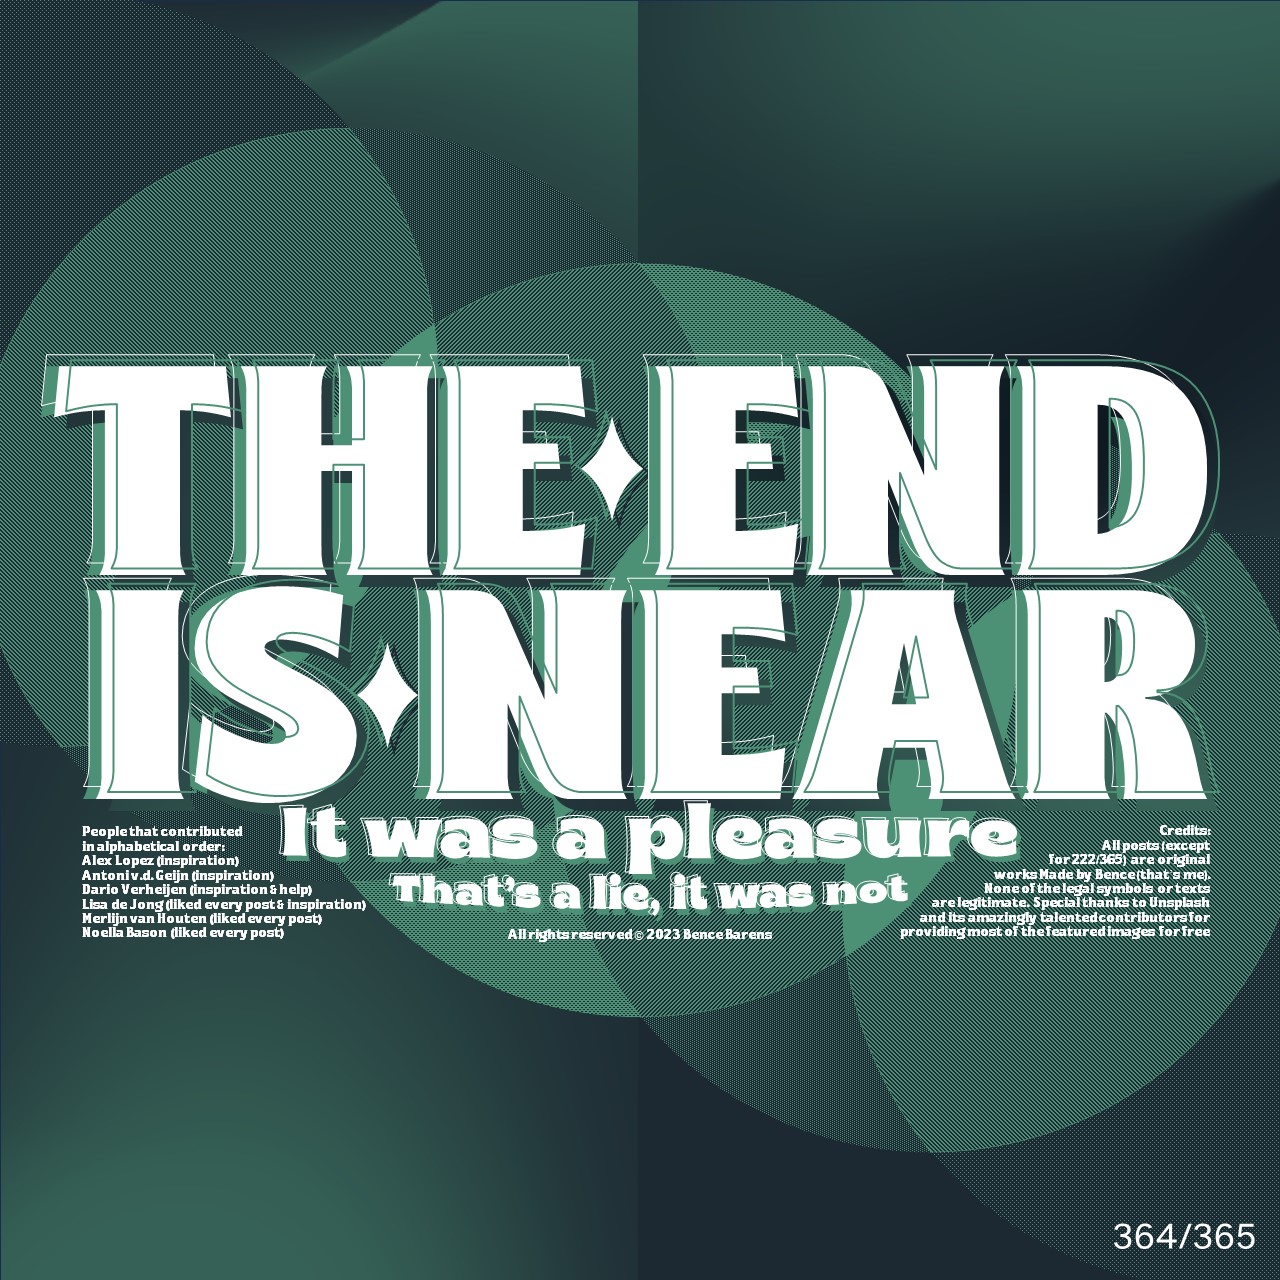 THE END
IS NEAR
It was a pleasure
That's a lie, it was not
People that contributed
in alphabetical order:
Alex Lopez (inspiration)
Antoni v.d. Geijn (inspiration)
Dario Verheijen (inspiration & help)
Lisa de Jong (liked every post & inspiration)
Merlijn van Houten (liked every post)
Noella Bason (liked every post)
All rights reserved © 2023 Bence Barens
Credits:
All posts (except
for 222/365) are original
works Made by Bence (that's me).
None of the legal symbols or texts
are legitimate. Special thanks to Unsplash
and its amazingly talented contributors for
providing most of the featured images for free
364/365